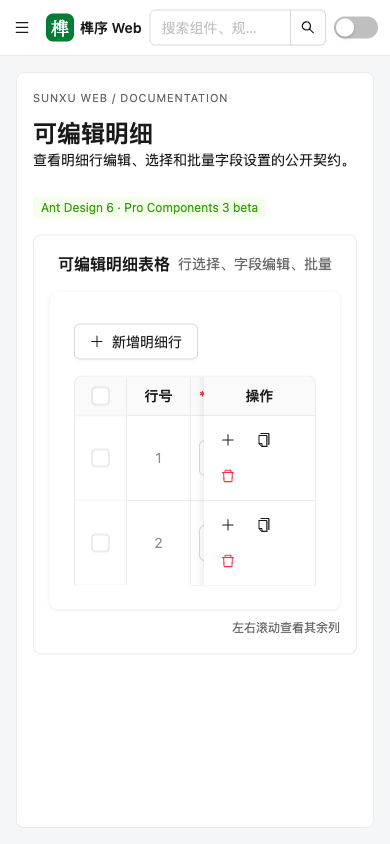 榫 榫序 Web
搜索组件、规...
SUNXU WEB / DOCUMENTATION
可编辑明细
查看明细行编辑、选择和批量字段设置的公开契约。
Ant Design 6 · Pro Components 3 beta
可编辑明细表格 行选择、字段编辑、批量
新增明细行
行号 * 操作
1
2
左右滚动查看其余列